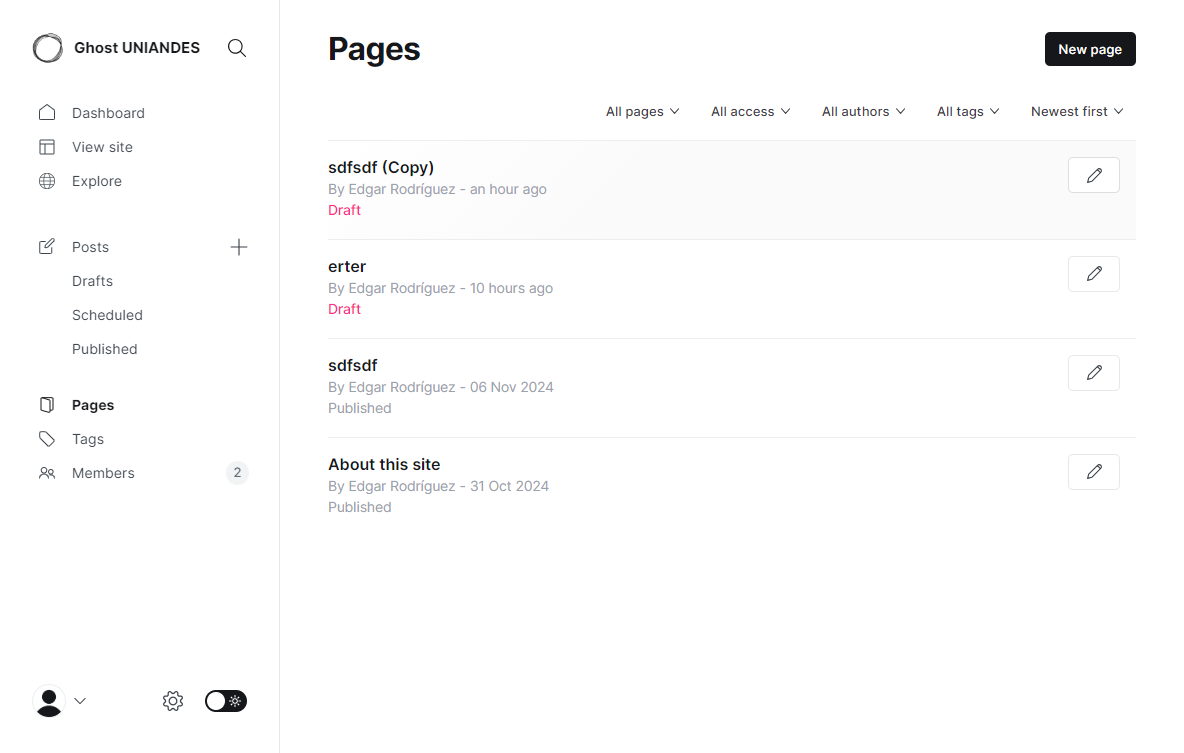 Ghost UNIANDES
Dashboard
View site
Explore
Posts
Drafts
Scheduled
Published
Pages
Tags
Members 2
Pages
New page
All pages All access All authors All tags Newest first
sdfsdf (Copy)
By Edgar Rodríguez - an hour ago
Draft
erter
By Edgar Rodríguez - 10 hours ago
Draft
sdfsdf
By Edgar Rodríguez - 06 Nov 2024
Published
About this site
By Edgar Rodríguez - 31 Oct 2024
Published